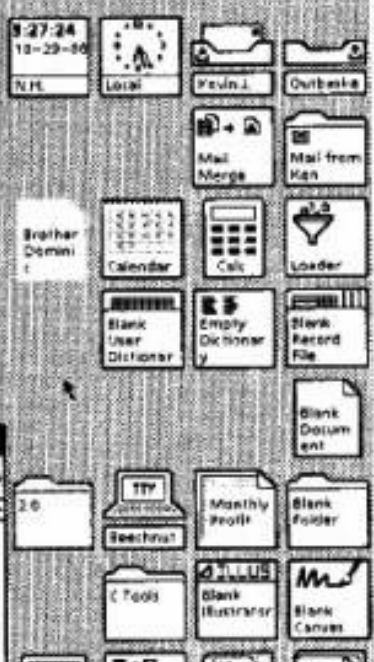 9:27:24
10-29-86
N.H.
Local
Kevin J.
Outbaske
Mail
Merge
Mail from
Ken
Brother
Domini
c
Calendar
Calc
Loader
Blank
User
Dictionar
Empty
Dictionar
y
Blank
Record
File
Blank
Docum
ent
2.0
TTY
Beechnut
Monthly
Profit
Blank
Folder
C Tools
ILLUS
Blank
Illustrator
Blank
Canvas